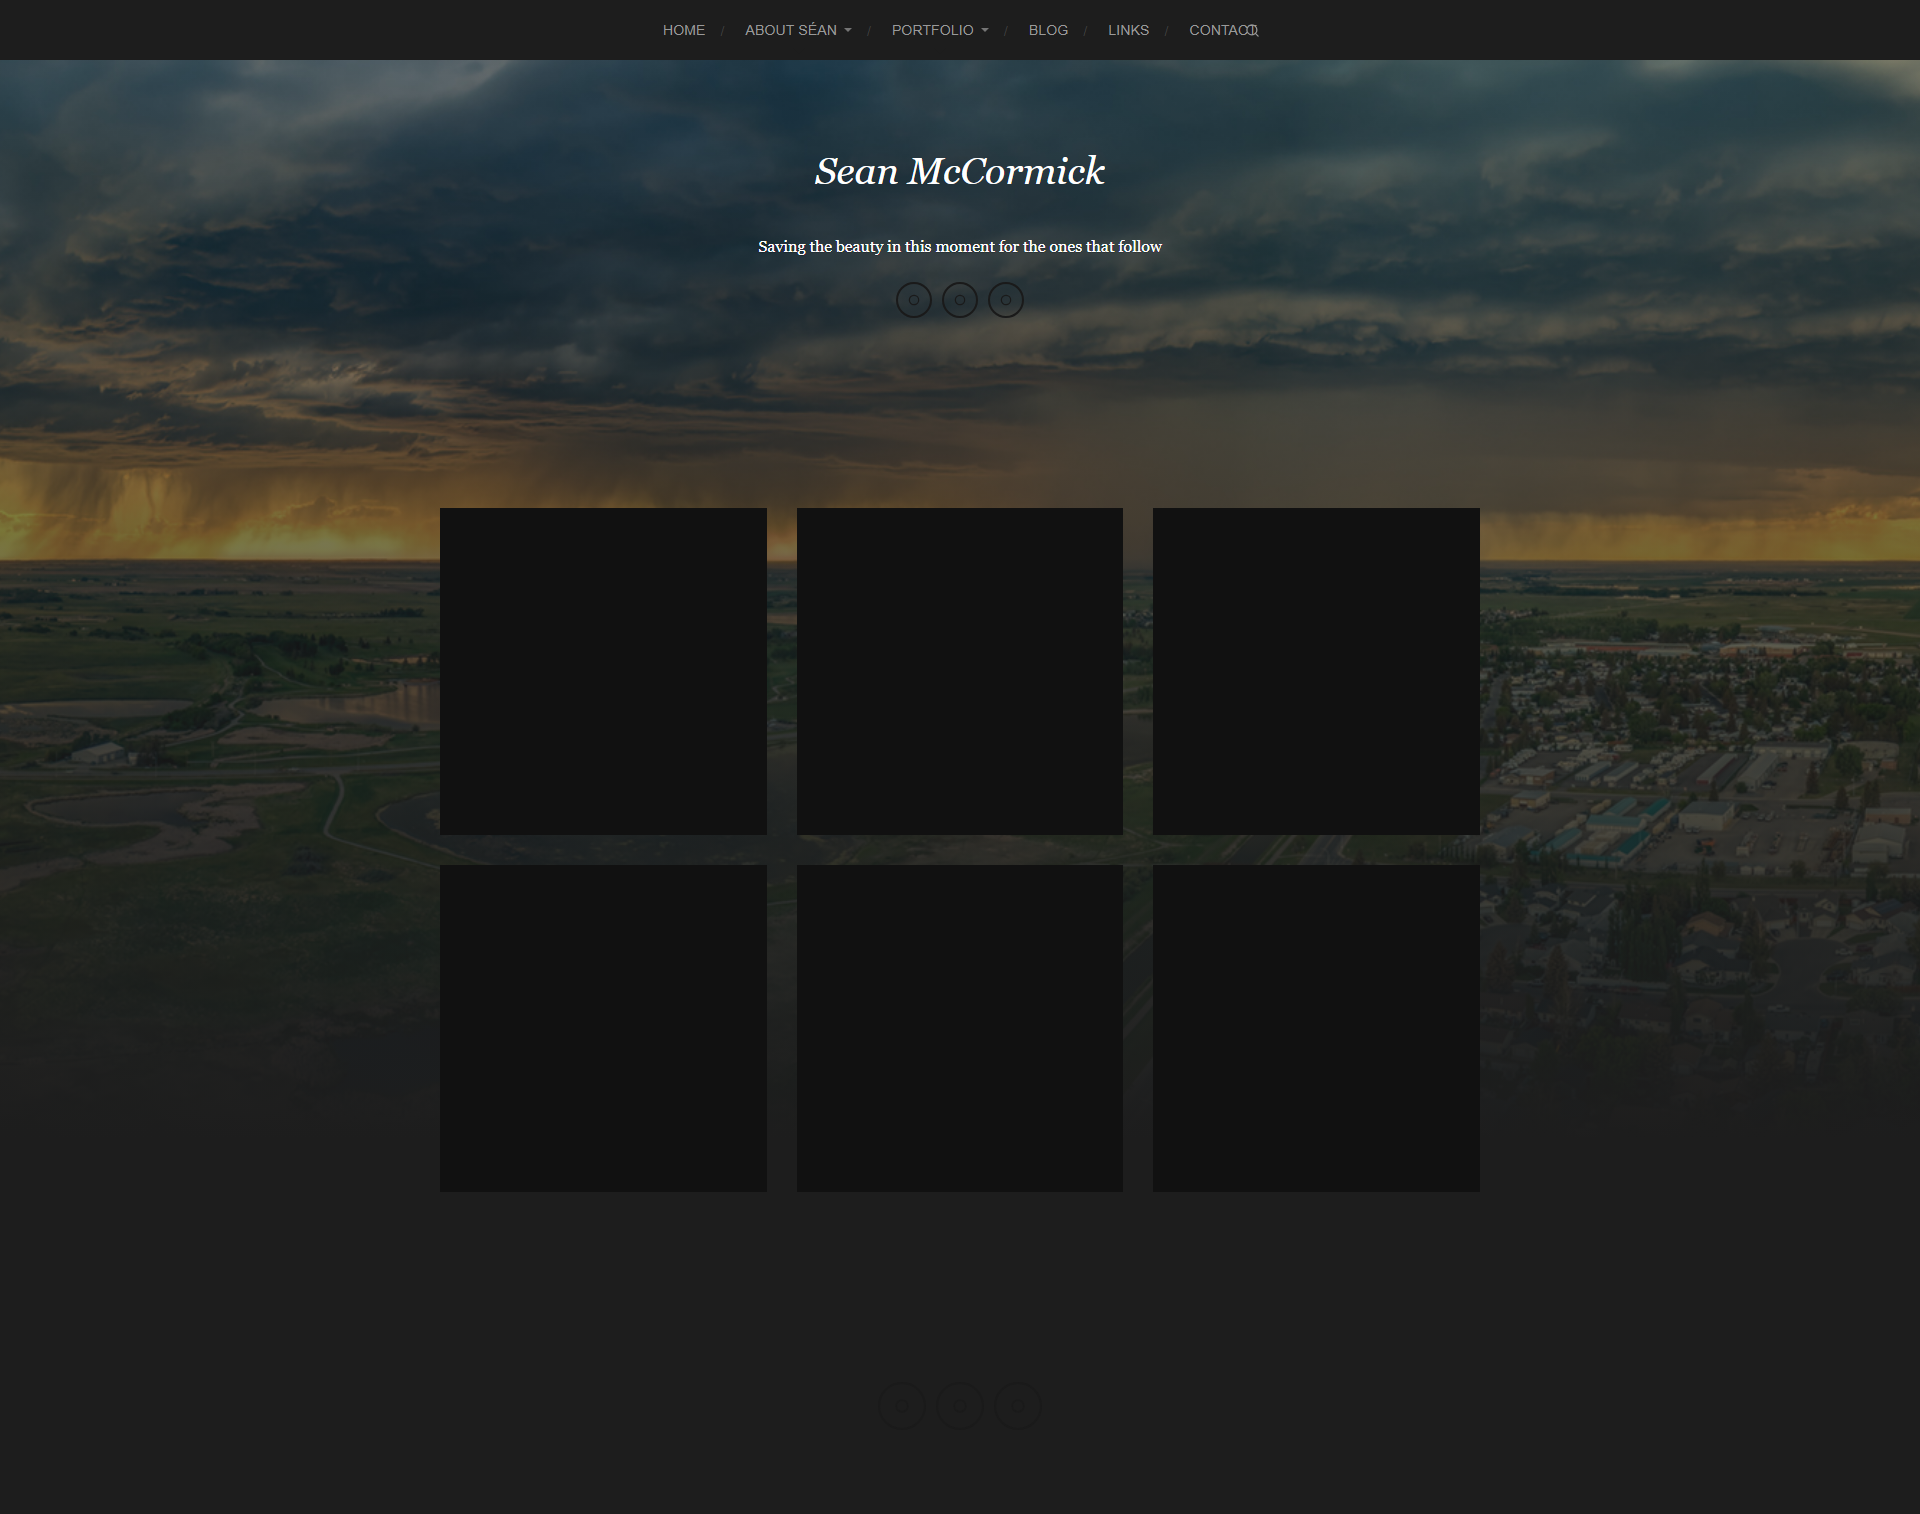 HOME / ABOUT SÉAN / PORTFOLIO / BLOG / LINKS / CONTACT
Sean McCormick
Saving the beauty in this moment for the ones that follow